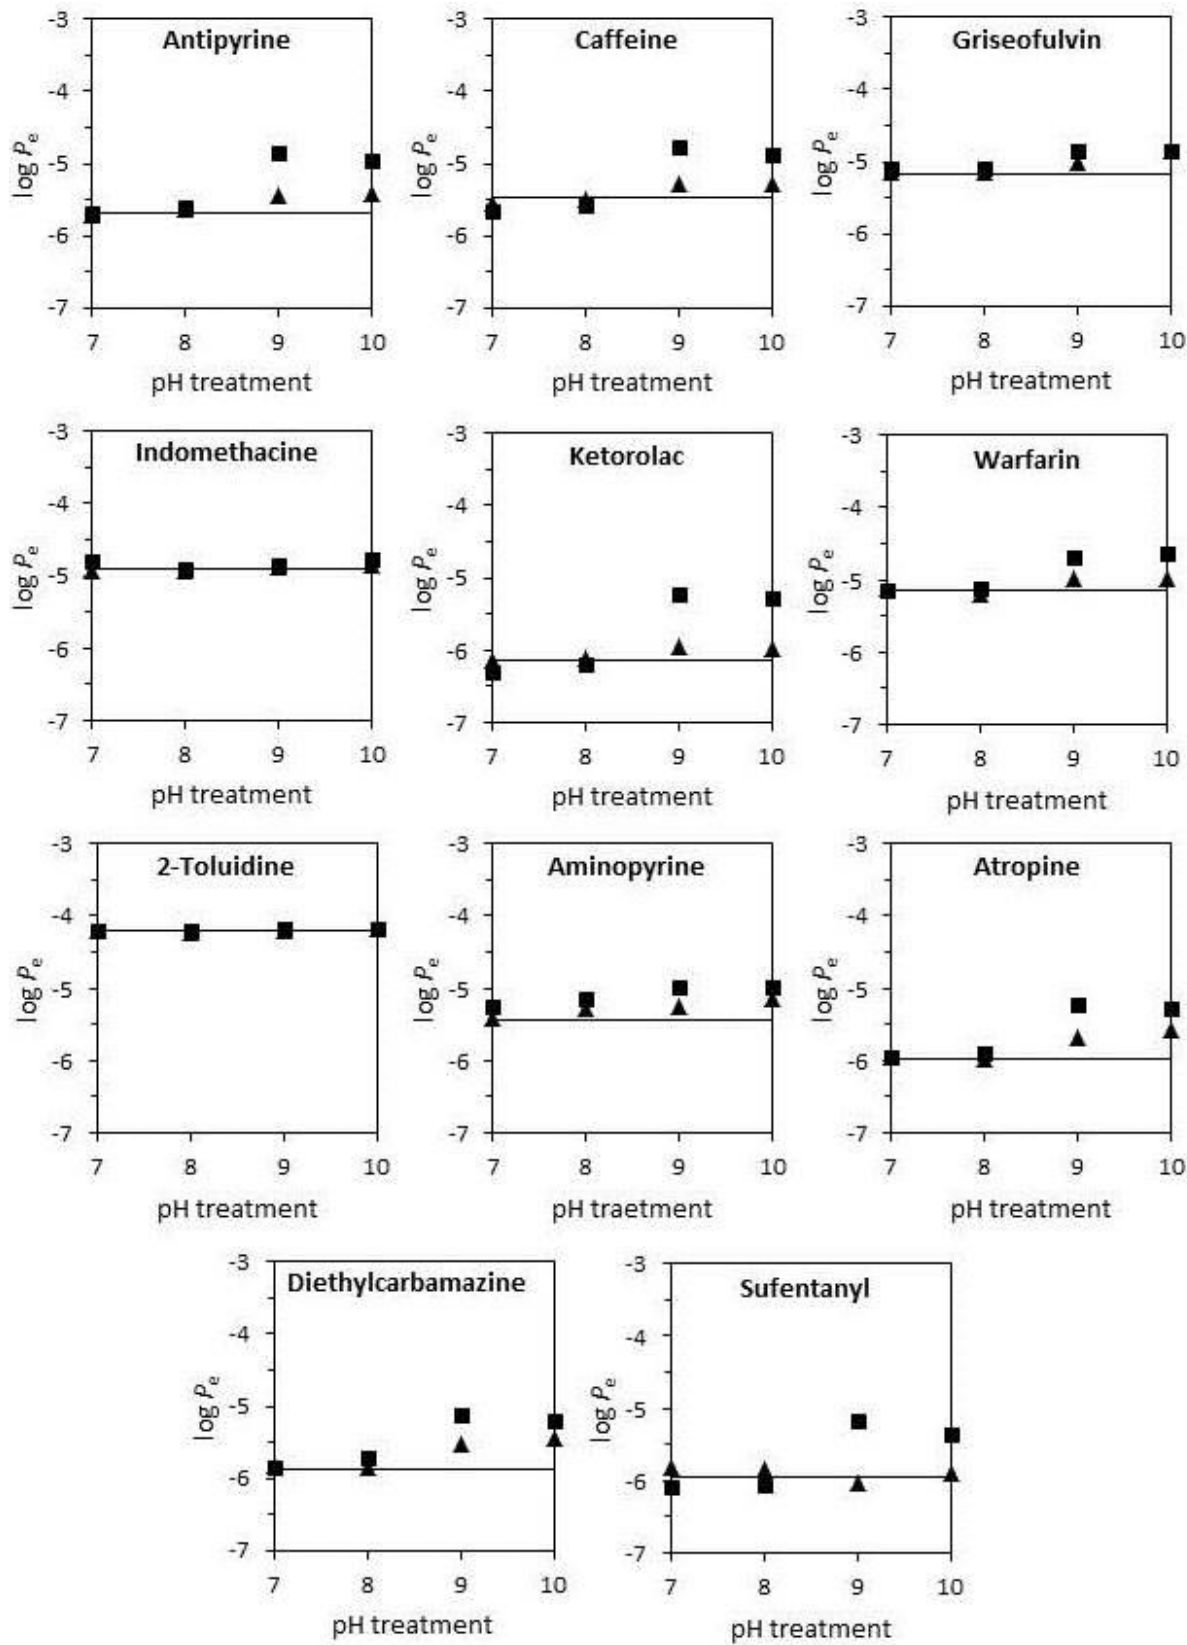 Antipyrine
-3
-4
-5
-6
-7
log Pe
7 8 9 10
pH treatment
Caffeine
-3
-4
-5
-6
-7
log Pe
7 8 9 10
pH treatment
Griseofulvin
-3
-4
-5
-6
-7
log Pe
7 8 9 10
pH treatment
Indomethacine
-3
-4
-5
-6
-7
log Pe
7 8 9 10
pH treatment
Ketorolac
-3
-4
-5
-6
-7
log Pe
7 8 9 10
pH treatment
Warfarin
-3
-4
-5
-6
-7
log Pe
7 8 9 10
pH treatment
2-Toluidine
-3
-4
-5
-6
-7
log Pe
7 8 9 10
pH treatment
Aminopyrine
-3
-4
-5
-6
-7
log Pe
7 8 9 10
pH traetment
Atropine
-3
-4
-5
-6
-7
log Pe
7 8 9 10
pH treatment
Diethylcarbamazine
-3
-4
-5
-6
-7
log Pe
7 8 9 10
pH treatment
Sufentanyl
-3
-4
-5
-6
-7
log Pe
7 8 9 10
pH treatment